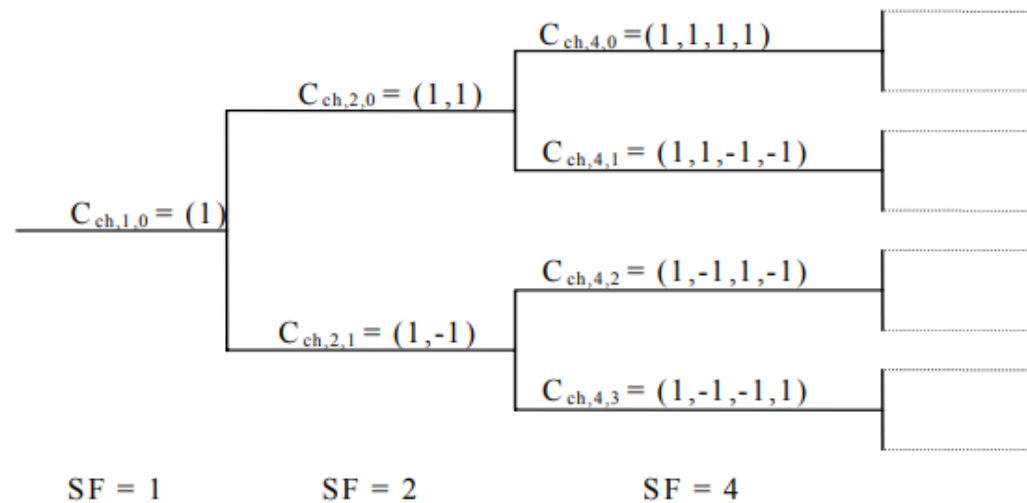 C ch,4,0 =(1,1,1,1)
C ch,2,0 = (1,1)
C ch,4,1 = (1,1,-1,-1)
C ch,1,0 = (1)
C ch,4,2 = (1,-1,1,-1)
C ch,2,1 = (1,-1)
C ch,4,3 = (1,-1,-1,1)
SF = 1
SF = 2
SF = 4